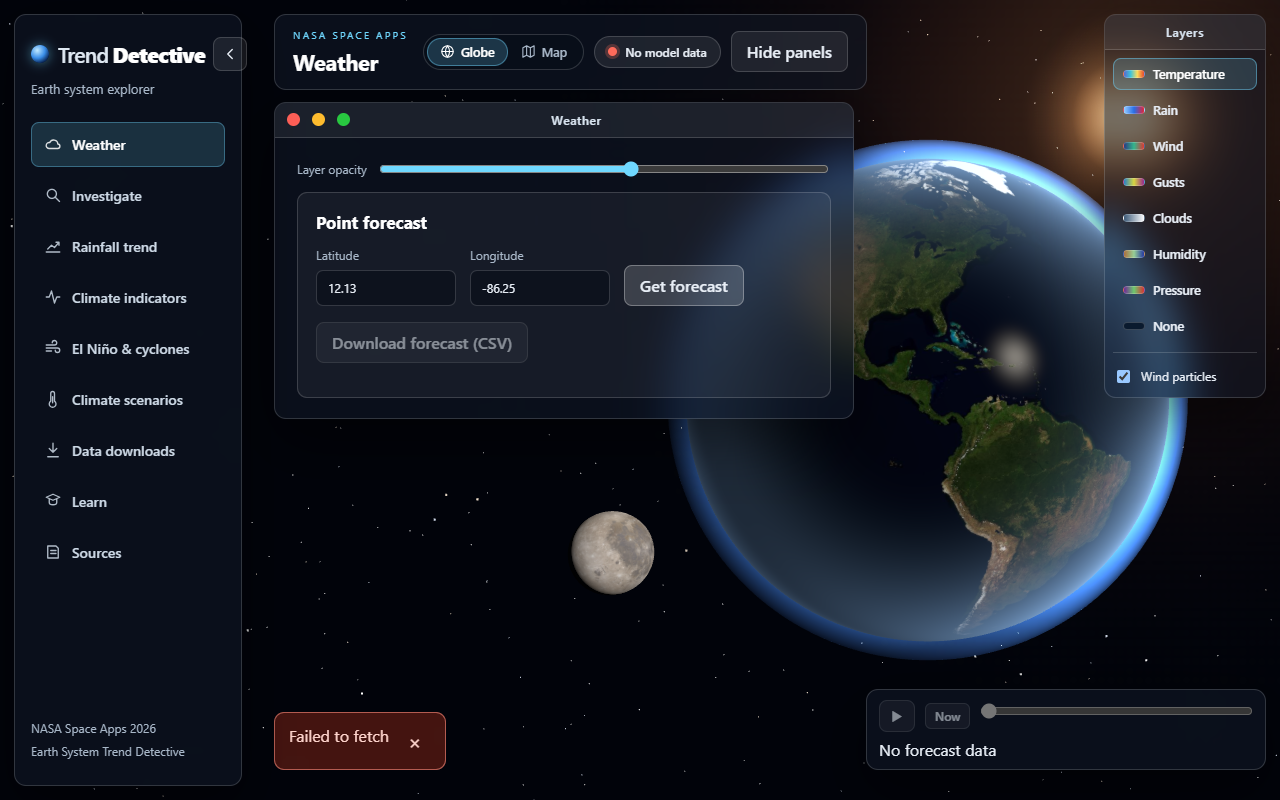 Trend Detective
Earth system explorer
Weather
Investigate
Rainfall trend
Climate indicators
El Niño & cyclones
Climate scenarios
Data downloads
Learn
Sources
NASA Space Apps 2026
Earth System Trend Detective
NASA SPACE APPS
Weather
Globe
Map
No model data
Hide panels
Weather
Layer opacity
Point forecast
Latitude
Longitude
12.13
-86.25
Get forecast
Download forecast (CSV)
Layers
Temperature
Rain
Wind
Gusts
Clouds
Humidity
Pressure
None
Wind particles
Failed to fetch
Now
No forecast data